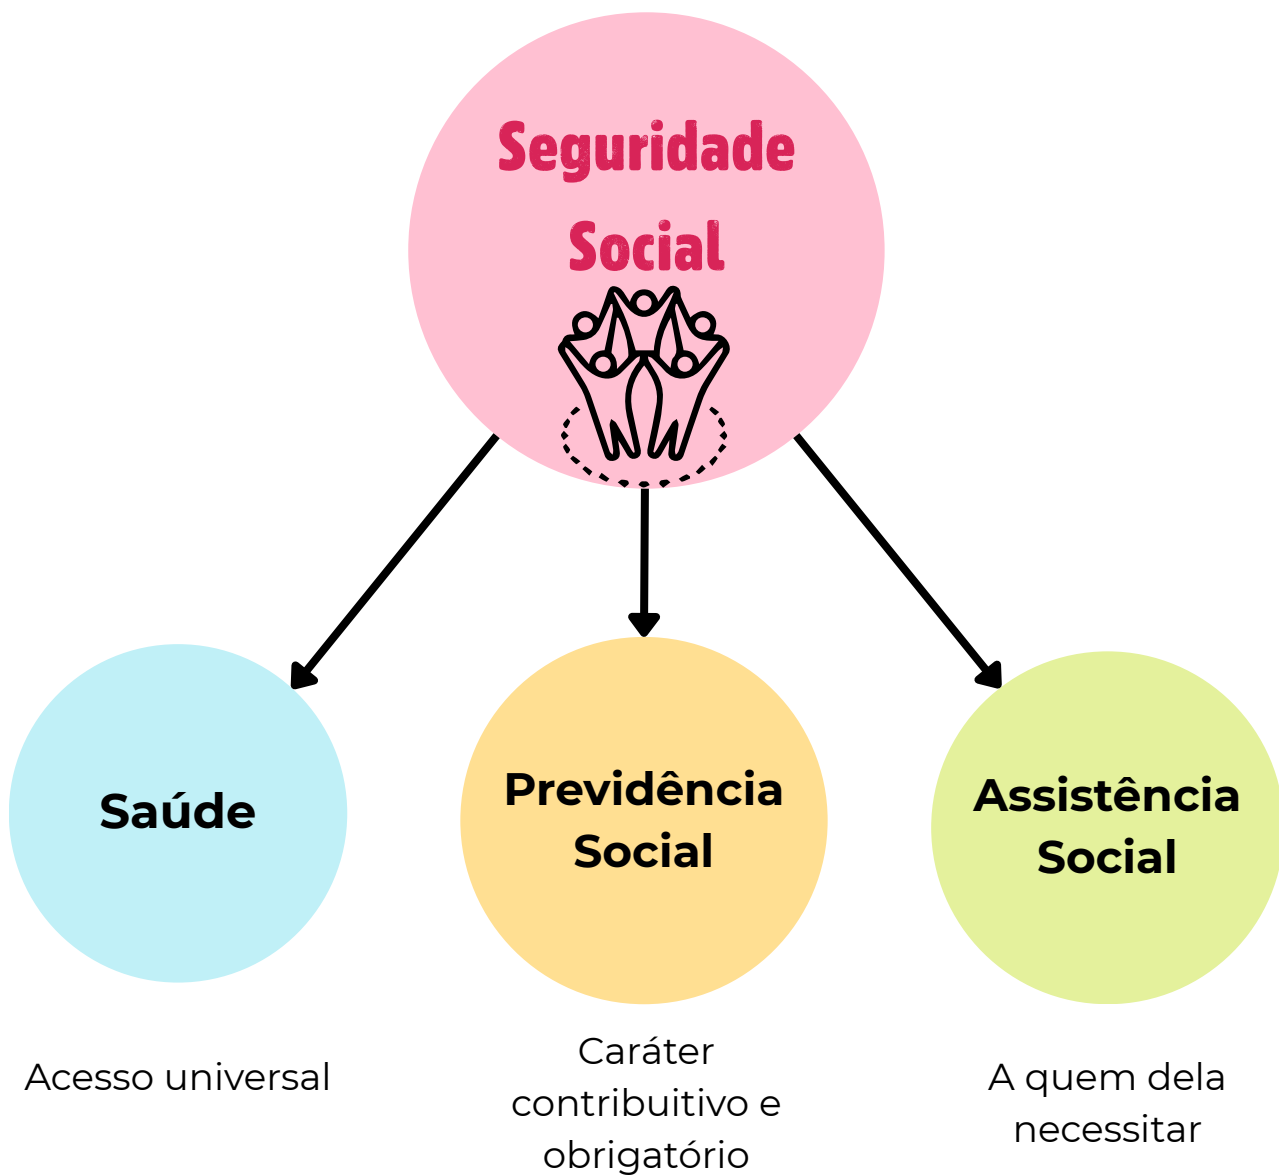 Seguridade
Social
Saúde
Previdência
Social
Assistência
Social
Acesso universal
Caráter
contribuitivo e
obrigatório
A quem dela
necessitar